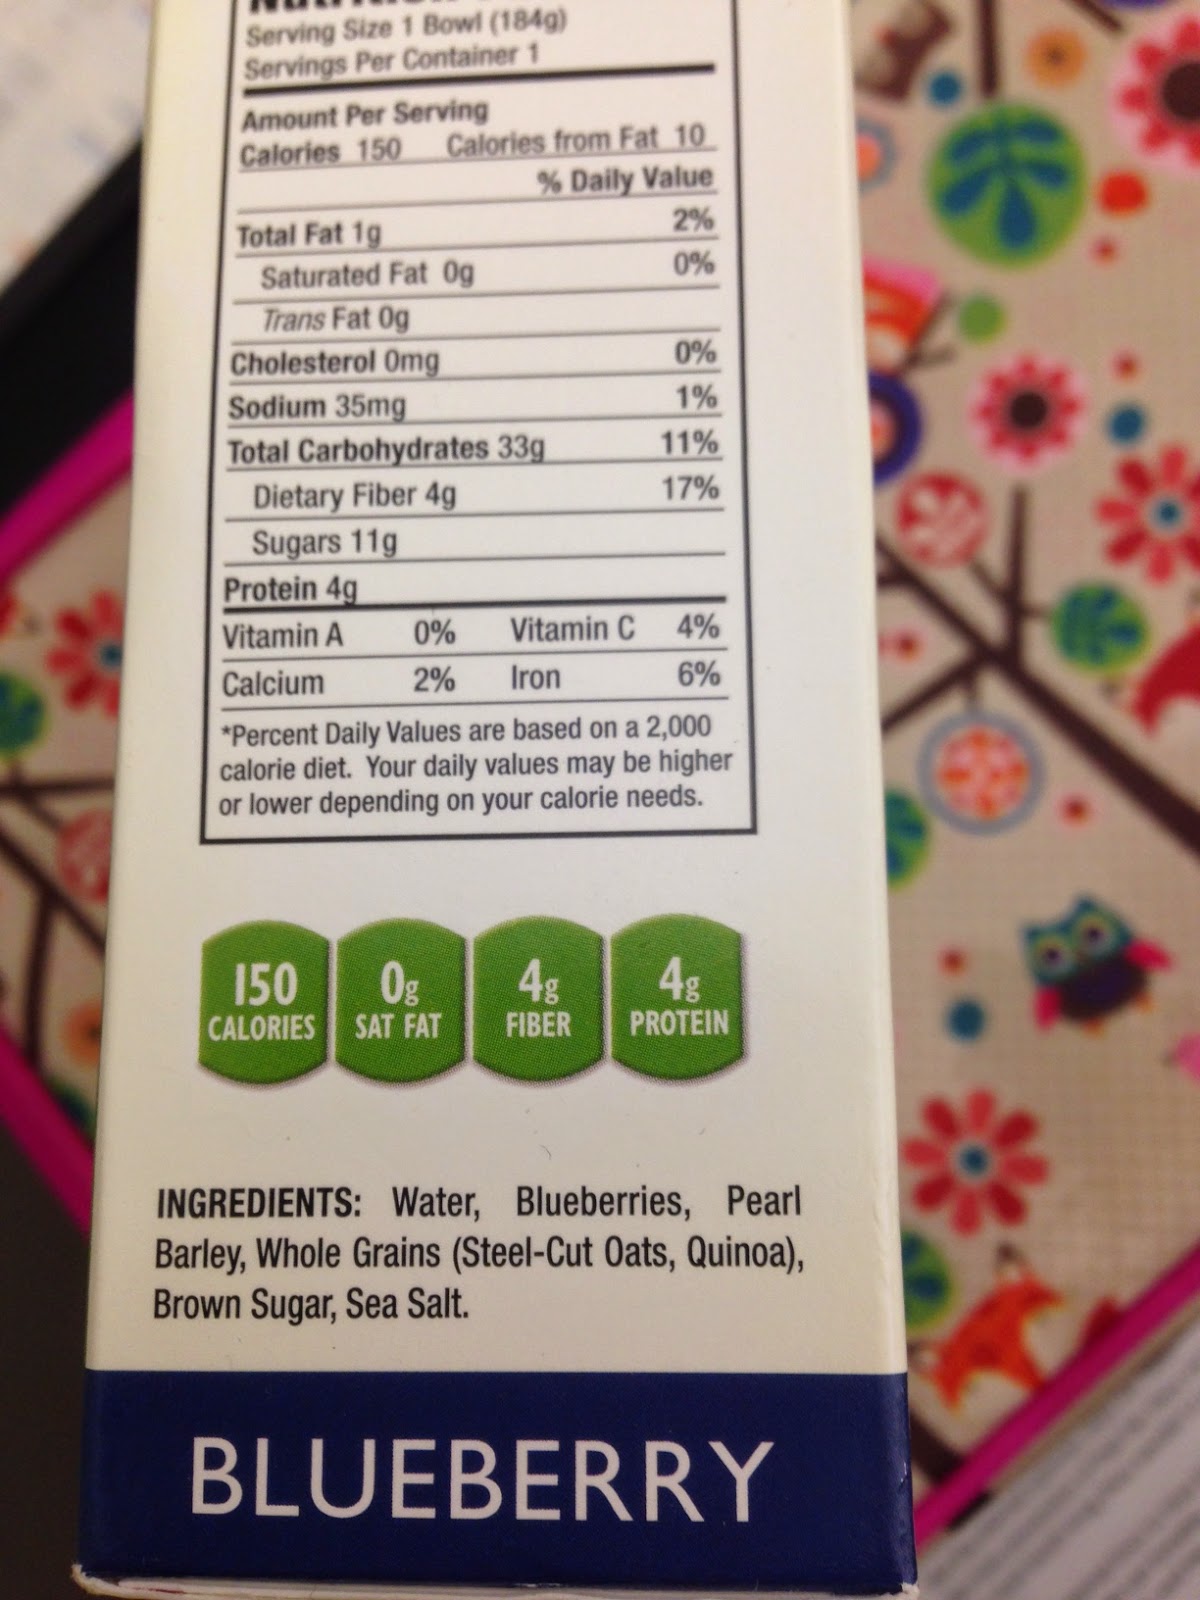 Serving Size 1 Bowl (184g)
Servings Per Container 1
Amount Per Serving
Calories 150 Calories from Fat 10
% Daily Value
Total Fat 1g 2%
Saturated Fat 0g 0%
Trans Fat 0g
Cholesterol 0mg 0%
Sodium 35mg 1%
Total Carbohydrates 33g 11%
Dietary Fiber 4g 17%
Sugars 11g
Protein 4g
Vitamin A 0% Vitamin C 4%
Calcium 2% Iron 6%
*Percent Daily Values are based on a 2,000
calorie diet. Your daily values may be higher
or lower depending on your calorie needs.
150 0g 4g 4g
CALORIES SAT FAT FIBER PROTEIN
INGREDIENTS: Water, Blueberries, Pearl
Barley, Whole Grains (Steel-Cut Oats, Quinoa),
Brown Sugar, Sea Salt.
BLUEBERRY